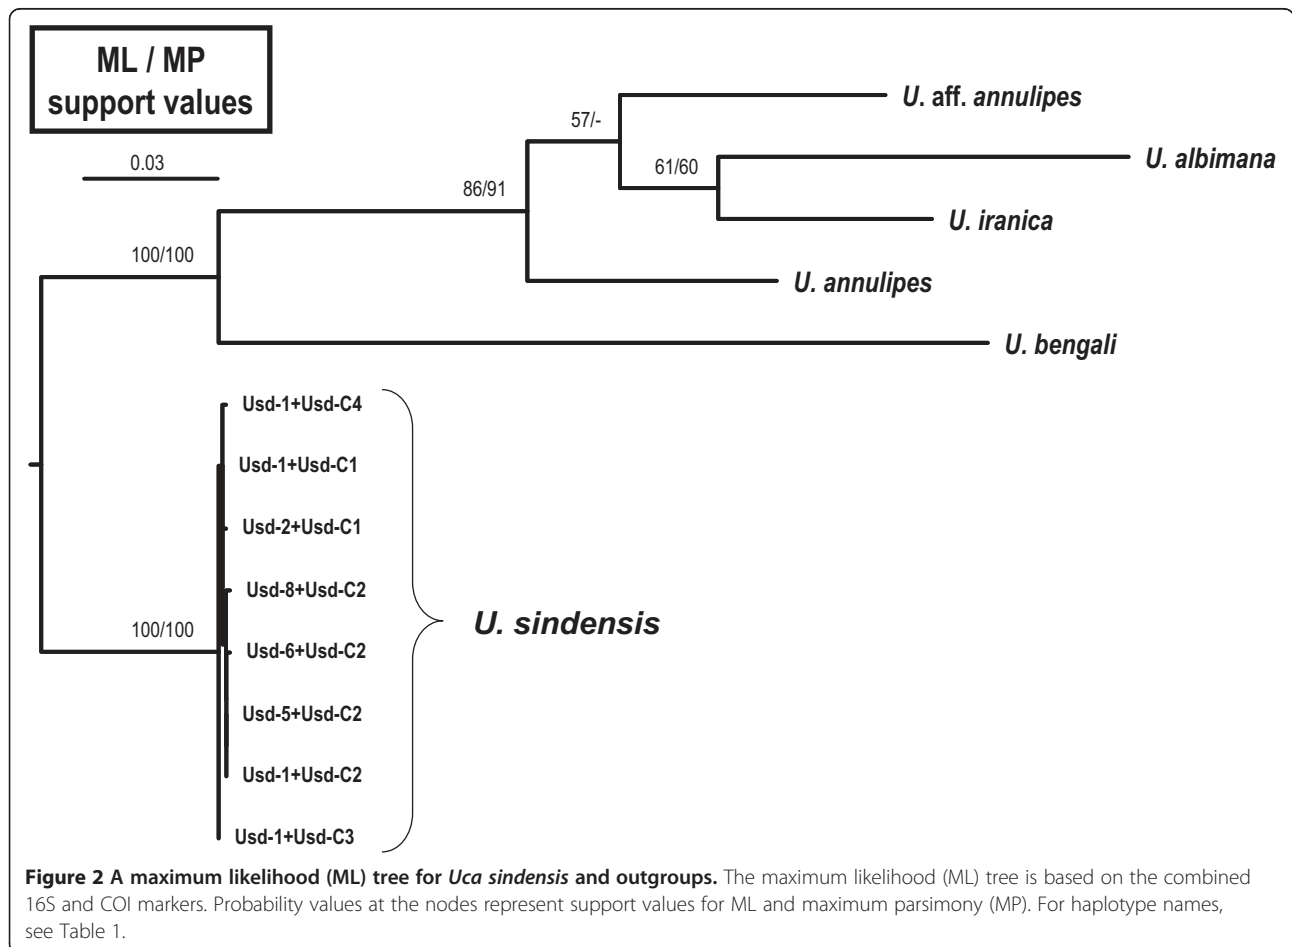 ML / MP
support values
0.03
57/-
U. aff. annulipes
61/60
U. albimana
86/91
U. iranica
100/100
U. annulipes
U. bengali
Usd-1+Usd-C4
Usd-1+Usd-C1
Usd-2+Usd-C1
Usd-8+Usd-C2
100/100
U. sindensis
Usd-6+Usd-C2
Usd-5+Usd-C2
Usd-1+Usd-C2
Usd-1+Usd-C3
Figure 2 A maximum likelihood (ML) tree for Uca sindensis and outgroups. The maximum likelihood (ML) tree is based on the combined
16S and COI markers. Probability values at the nodes represent support values for ML and maximum parsimony (MP). For haplotype names,
see Table 1.